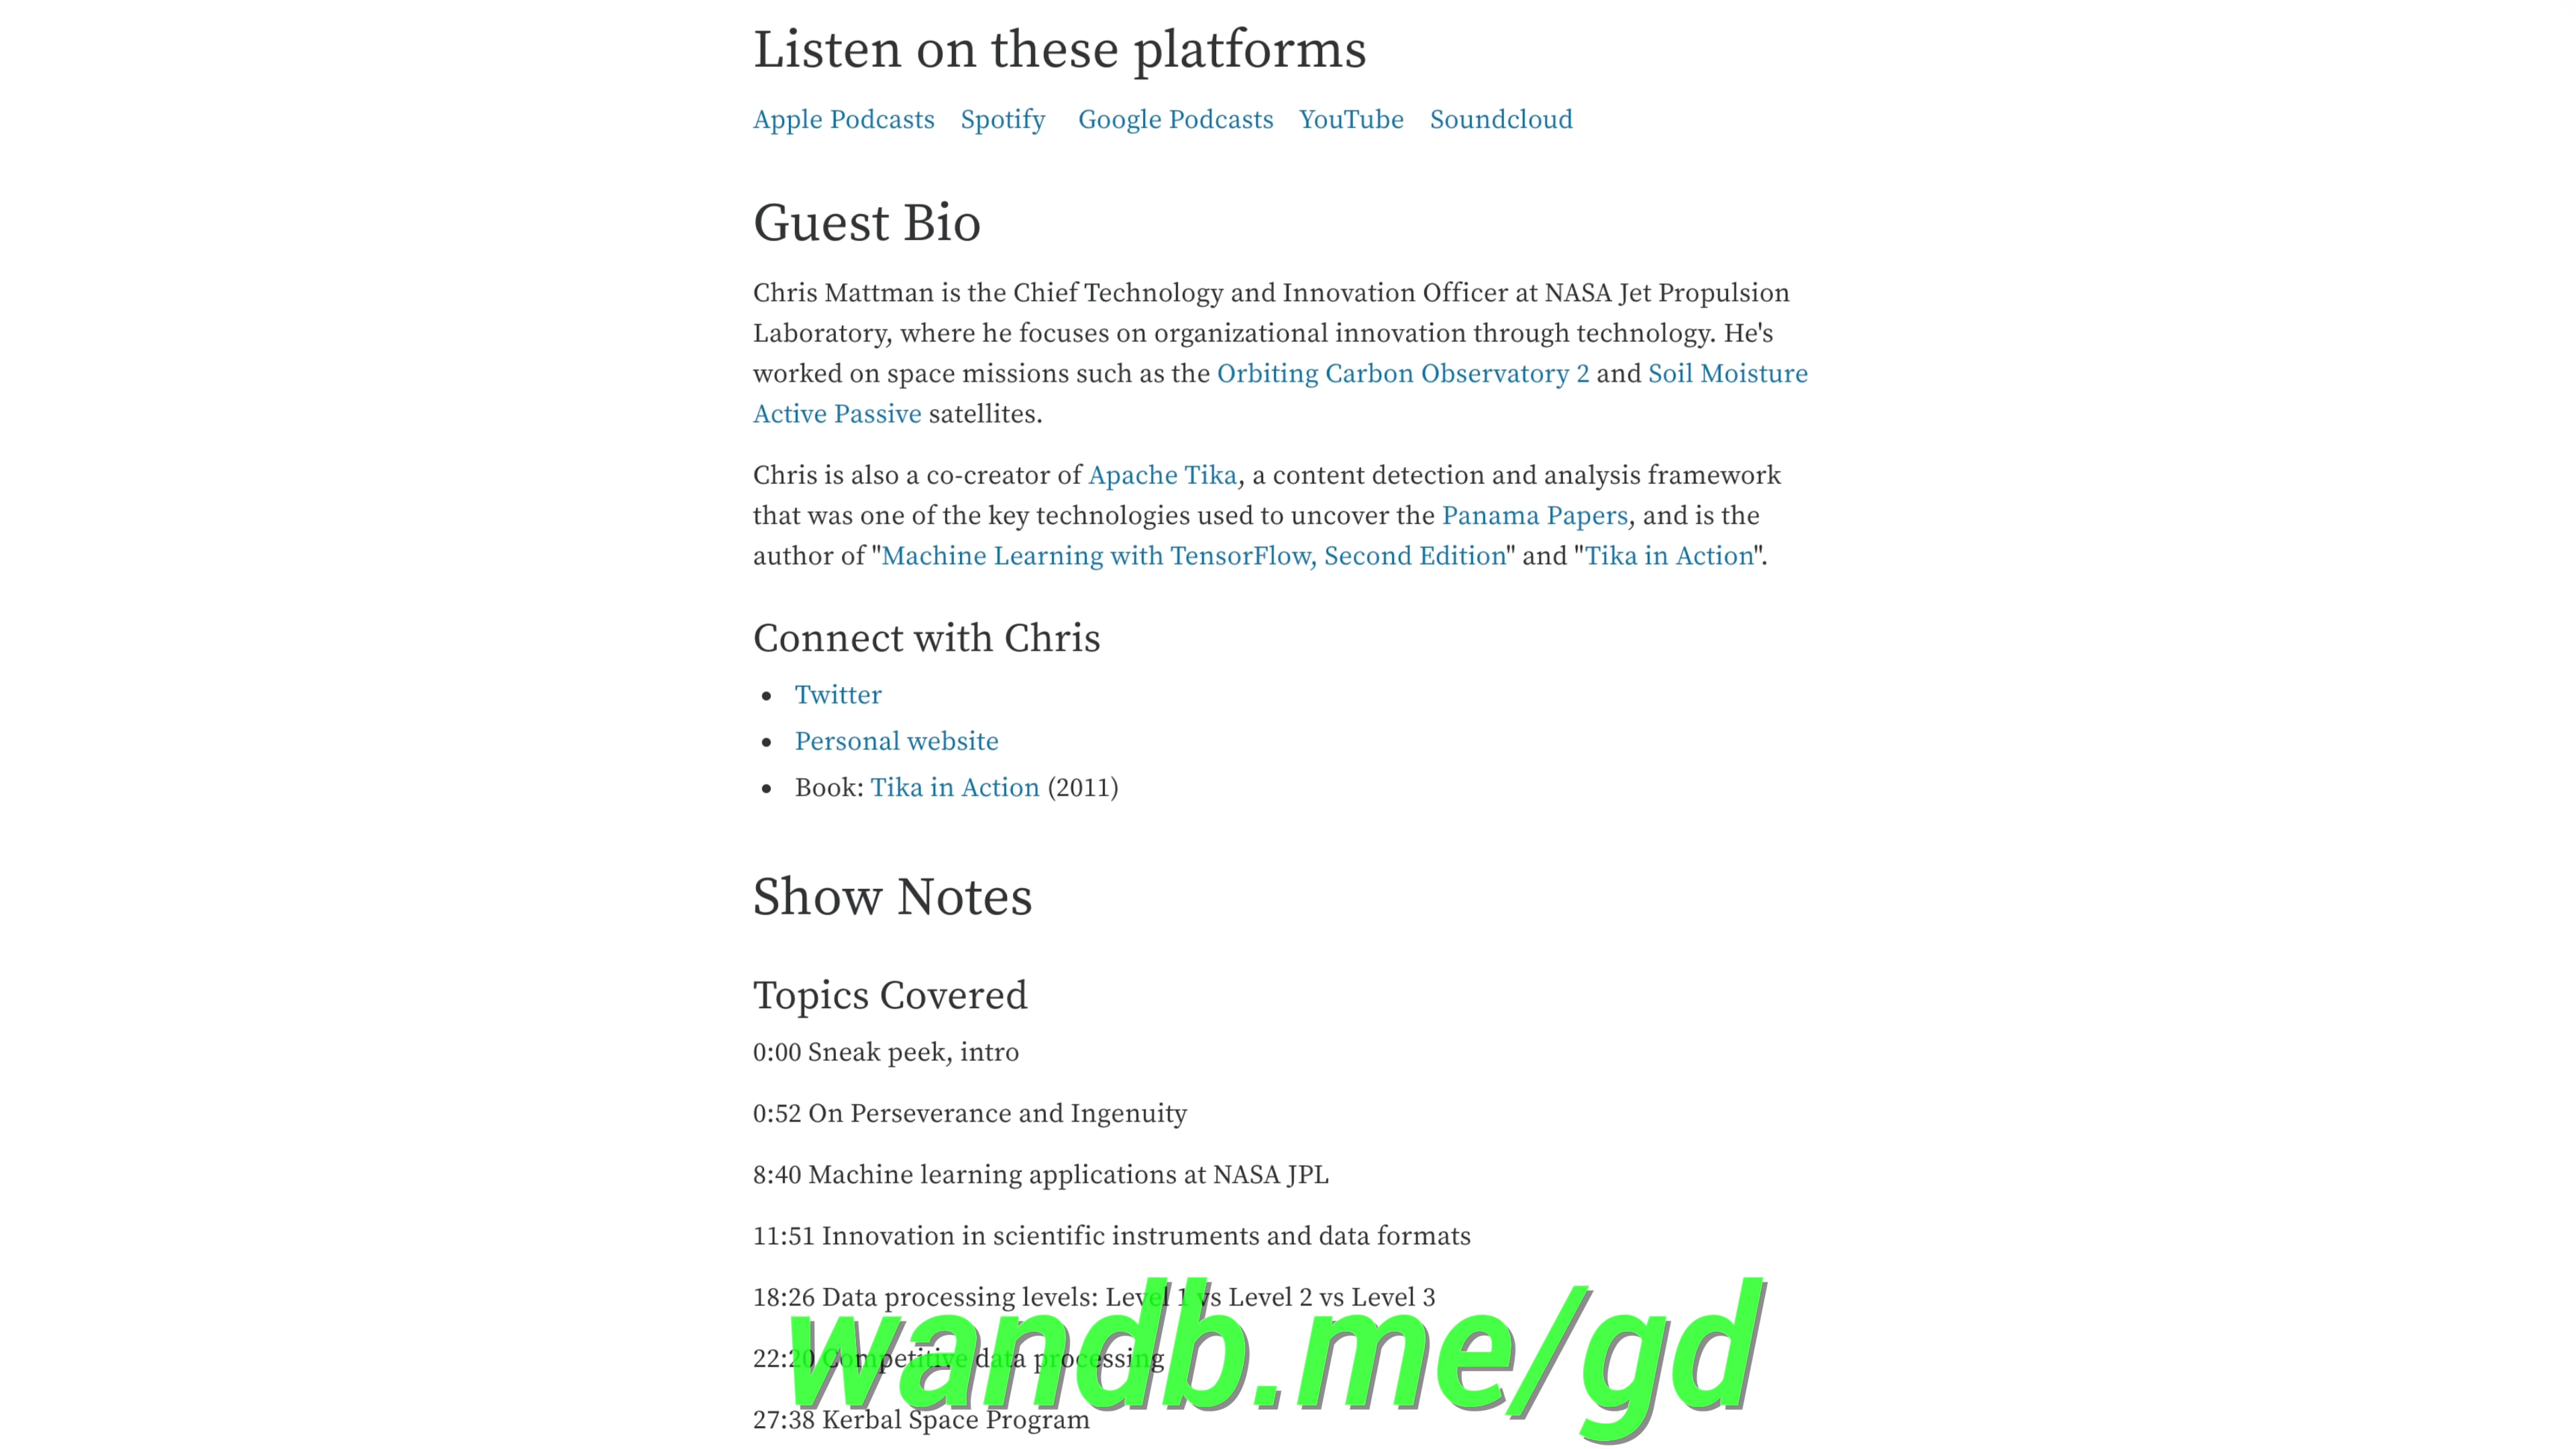 Listen on these platforms
Apple Podcasts Spotify Google Podcasts YouTube Soundcloud
Guest Bio
Chris Mattman is the Chief Technology and Innovation Officer at NASA Jet Propulsion
Laboratory, where he focuses on organizational innovation through technology. He's
worked on space missions such as the Orbiting Carbon Observatory 2 and Soil Moisture
Active Passive satellites.
Chris is also a co-creator of Apache Tika, a content detection and analysis framework
that was one of the key technologies used to uncover the Panama Papers, and is the
author of "Machine Learning with TensorFlow, Second Edition" and "Tika in Action".
Connect with Chris
• Twitter
• Personal website
• Book: Tika in Action (2011)
Show Notes
Topics Covered
0:00 Sneak peek, intro
0:52 On Perseverance and Ingenuity
8:40 Machine learning applications at NASA JPL
11:51 Innovation in scientific instruments and data formats
18:26 Data processing levels: Level 1 vs Level 2 vs Level 3
22:20 Competitive data processing
27:38 Kerbal Space Program
wandb.me/gd